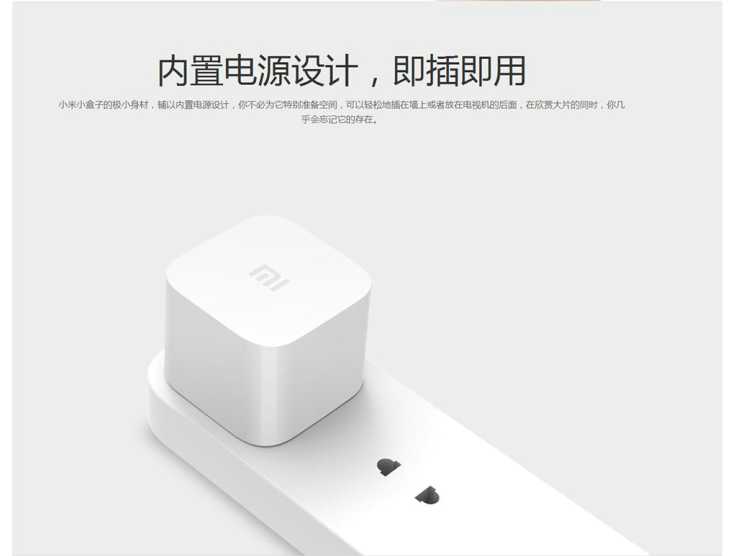 内置电源设计，即插即用
小米小盒子的极小身材，辅以内置电源设计，你不必为它特别准备空间，可以轻松地插在墙上或者放在电视机的后面，在欣赏大片的同时，你几
乎会忘记它的存在。
mi